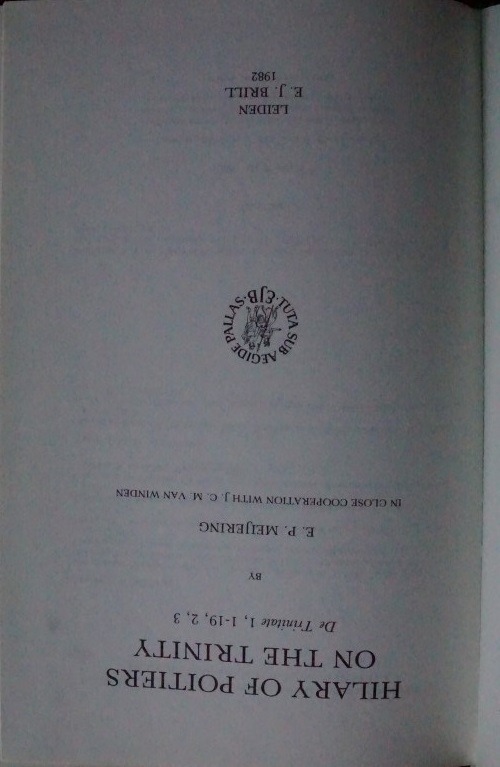 HILARY OF POITIERS
ON THE TRINITY
De Trinitate 1, 1-19, 2, 3
BY
E. P. MEIJERING
IN CLOSE COOPERATION WITH J. C. M. VAN WINDEN
TUTA SUB AEGIDE PALLAS · EJB ·
LEIDEN
E. J. BRILL
1982